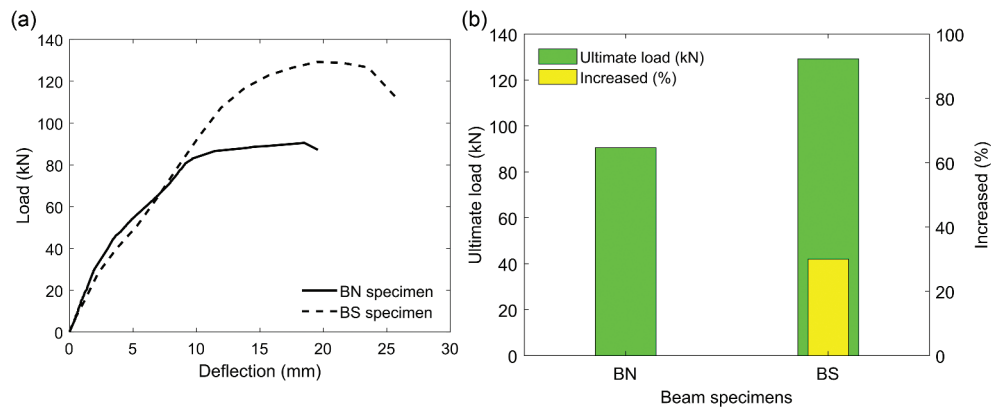 (a)
Load (kN)
140
120
100
80
60
40
20
0
0 5 10 15 20 25 30
Deflection (mm)
BN specimen
BS specimen
(b)
Ultimate load (kN)
140
120
100
80
60
40
20
0
Ultimate load (kN)
Increased (%)
100
80
60
40
20
0
Increased (%)
BN BS
Beam specimens